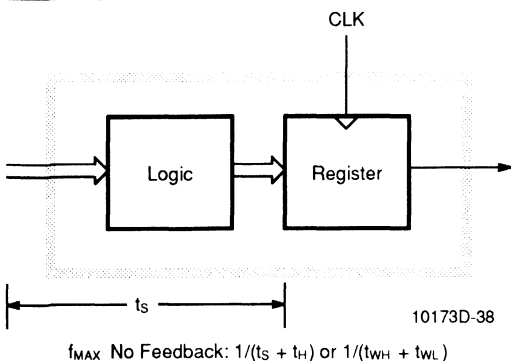 CLK
Logic
Register
tS
10173D-38
fMAX No Feedback: 1/(tS + tH) or 1/(tWH + tWL)